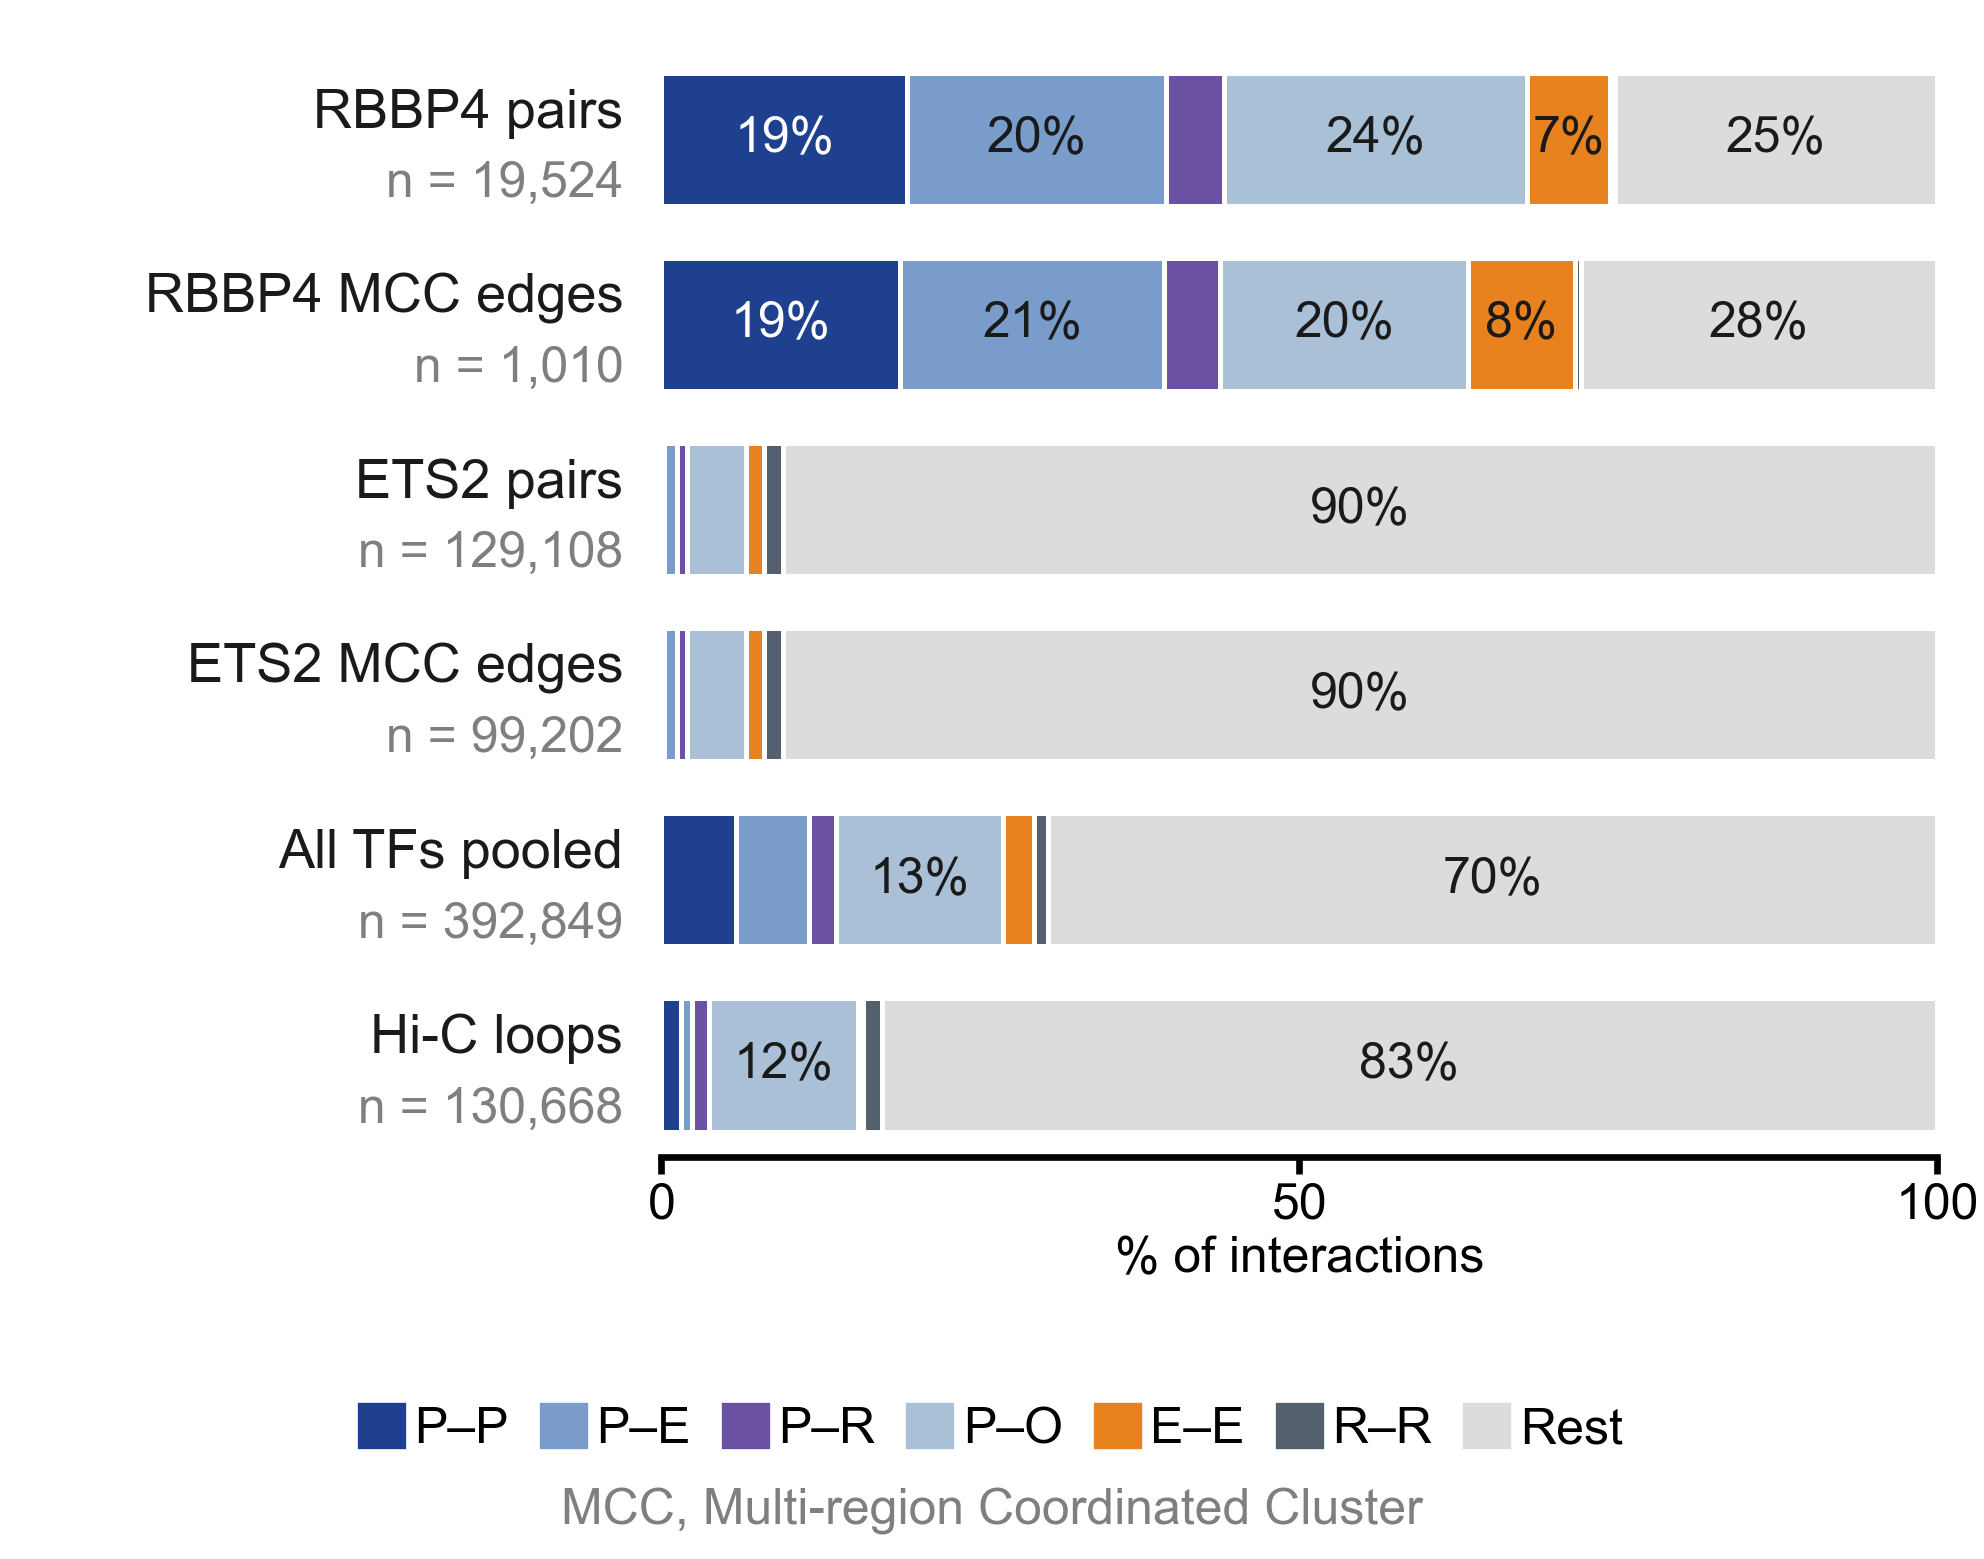 RBBP4 pairs
n = 19,524
19% 20% 24% 7% 25%
RBBP4 MCC edges
n = 1,010
19% 21% 20% 8% 28%
ETS2 pairs
n = 129,108
90%
ETS2 MCC edges
n = 99,202
90%
All TFs pooled
n = 392,849
13% 70%
Hi-C loops
n = 130,668
12% 83%
0 50 100
% of interactions
P–P P–E P–R P–O E–E R–R Rest
MCC, Multi-region Coordinated Cluster